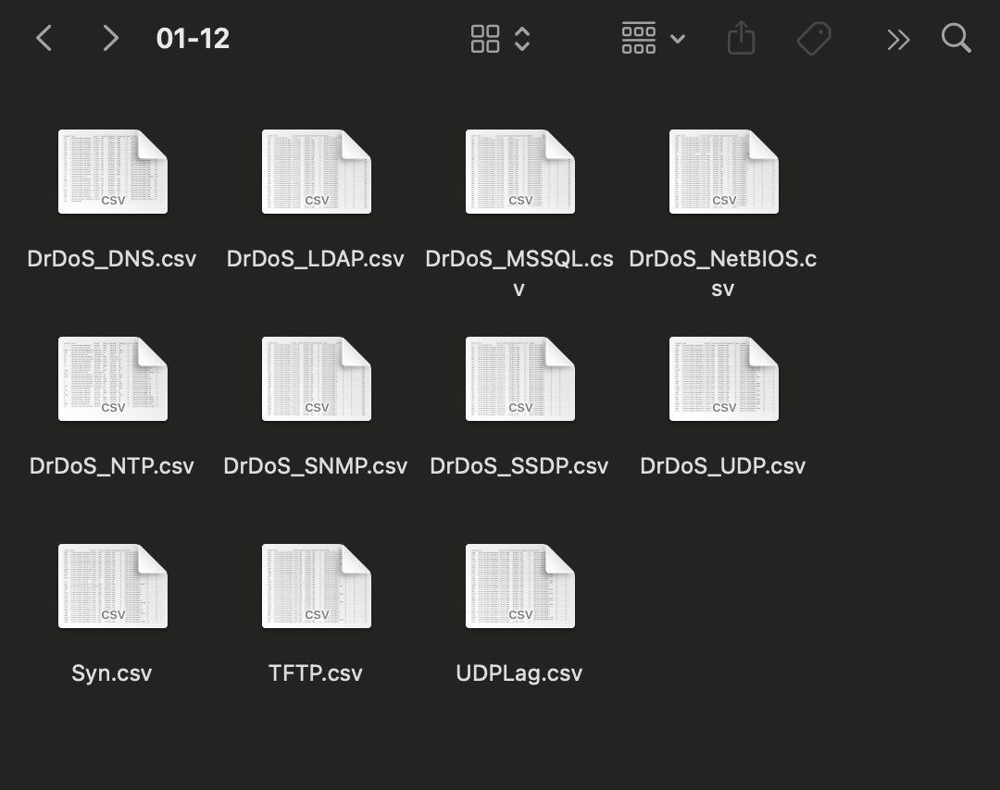 01-12
CSV
CSV
CSV
CSV
DrDoS_DNS.csv
DrDoS_LDAP.csv
DrDoS_MSSQL.cs
v
DrDoS_NetBIOS.c
sv
CSV
CSV
CSV
CSV
DrDoS_NTP.csv
DrDoS_SNMP.csv
DrDoS_SSDP.csv
DrDoS_UDP.csv
CSV
CSV
CSV
Syn.csv
TFTP.csv
UDPLag.csv